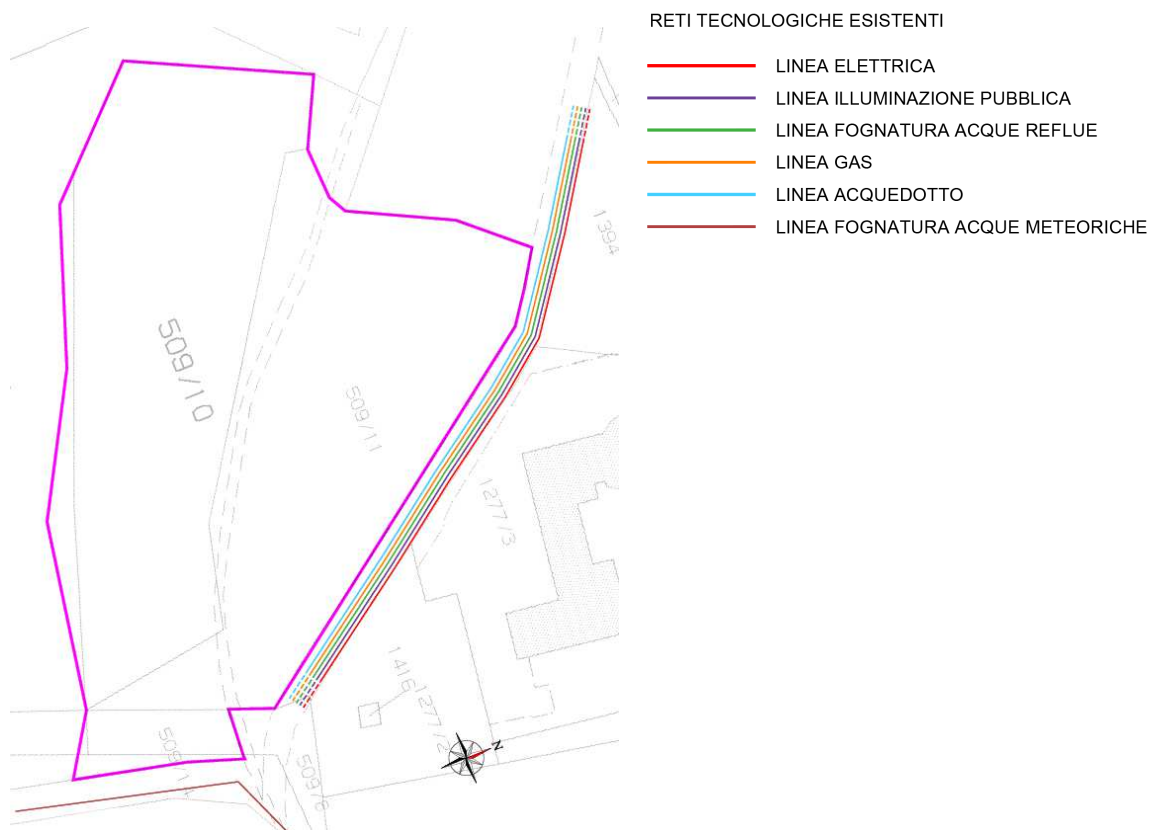 RETI TECNOLOGICHE ESISTENTI
LINEA ELETTRICA
LINEA ILLUMINAZIONE PUBBLICA
LINEA FOGNATURA ACQUE REFLUE
LINEA GAS
LINEA ACQUEDOTTO
LINEA FOGNATURA ACQUE METEORICHE
1394
509/10
509/11
1277/3
1416
1277/2
N
509/8